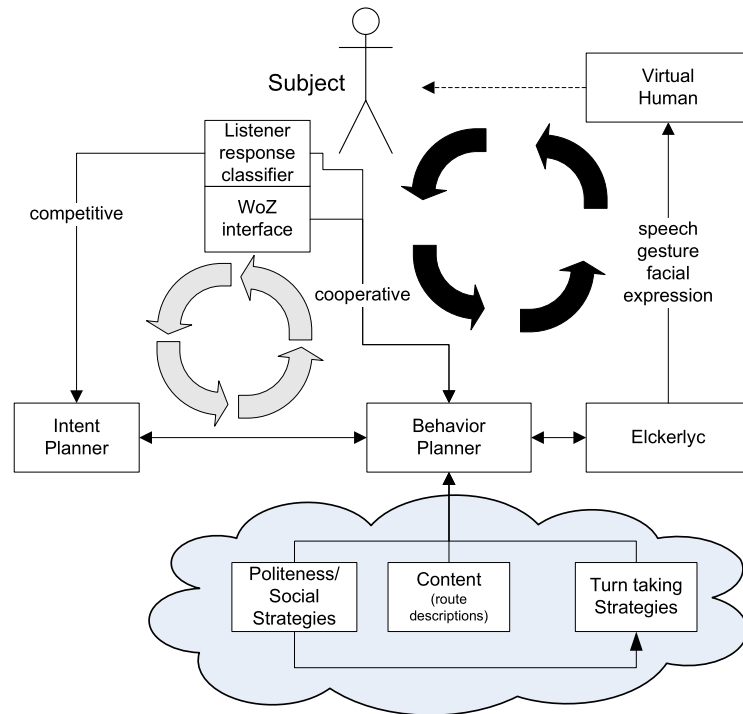 Subject
Virtual
Human
Listener
response
classifier
WoZ
interface
competitive
cooperative
speech
gesture
facial
expression
Intent
Planner
Behavior
Planner
Elckerlyc
Politeness/
Social
Strategies
Content
(route
descriptions)
Turn taking
Strategies